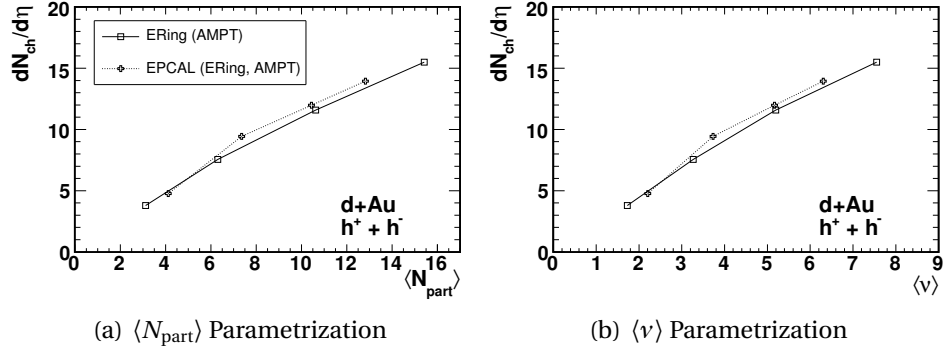 dN_ch/dη
20
15
10
5
0
ERing (AMPT)
EPCAL (ERing, AMPT)
d+Au
h⁺ + h⁻
0 2 4 6 8 10 12 14 16
⟨N_part⟩
(a) ⟨N_part⟩ Parametrization
dN_ch/dη
20
15
10
5
0
d+Au
h⁺ + h⁻
0 1 2 3 4 5 6 7 8 9
⟨ν⟩
(b) ⟨ν⟩ Parametrization